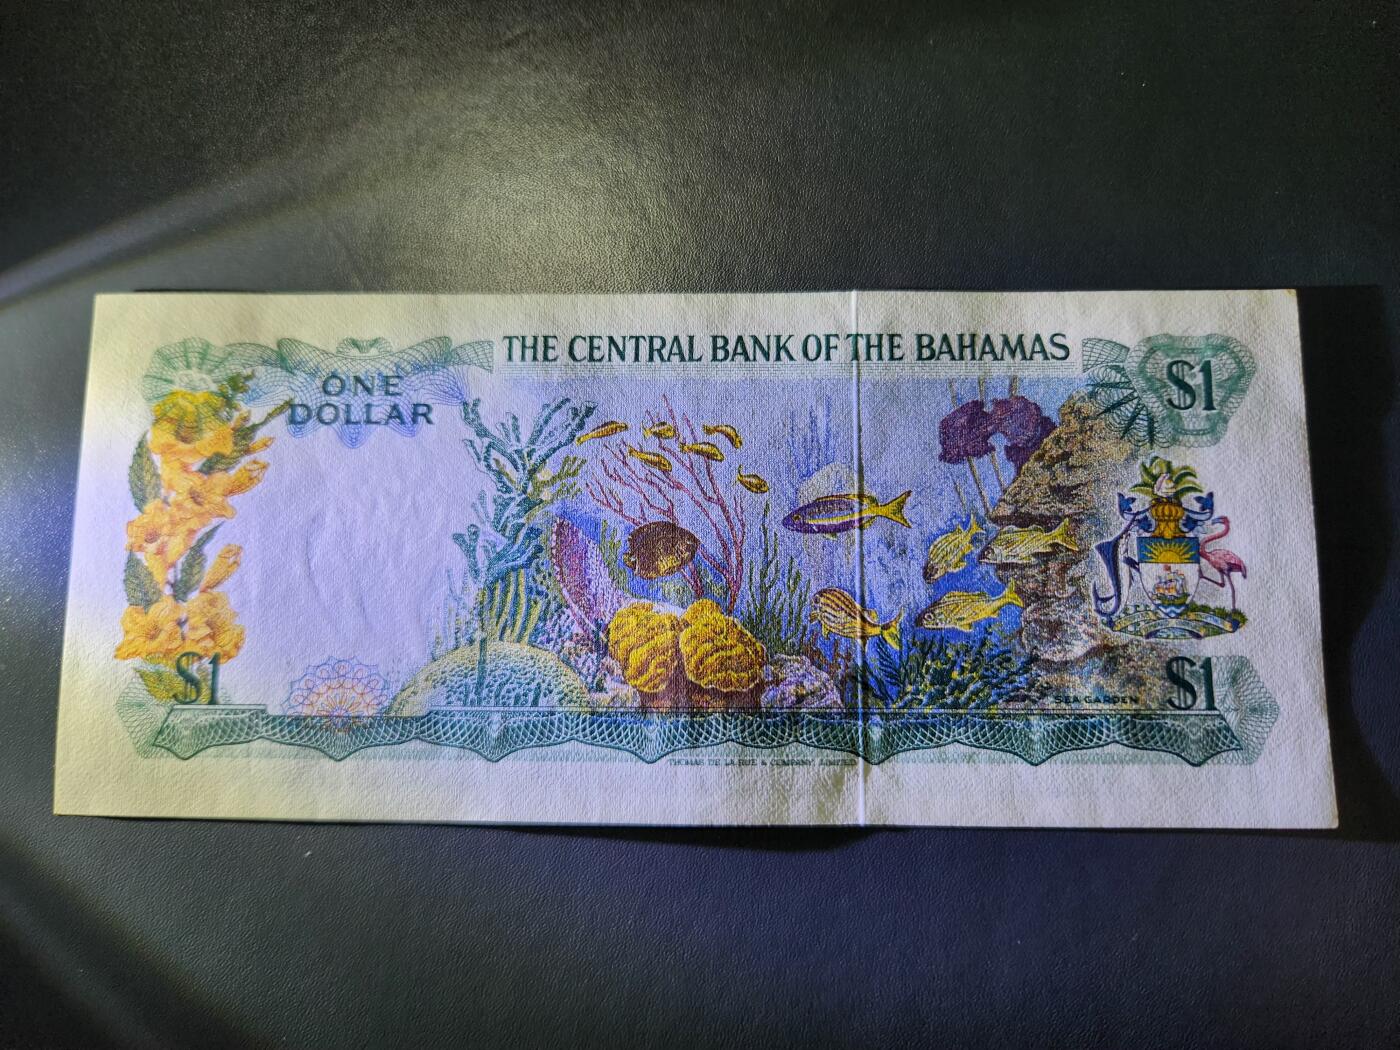 THE CENTRAL BANK OF THE BAHAMAS
$1
ONE
DOLLAR
$1
SEA GARDEN
$1
THOMAS DE LA RUE & COMPANY, LIMITED